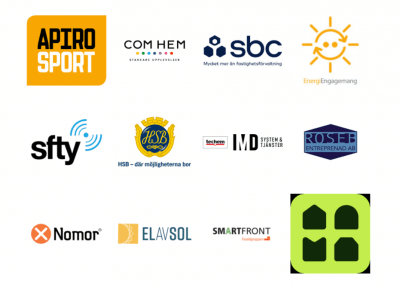 APIRO
SPORT
COM HEM
sbc
Mycket mer än fastighetsförvaltning
EnergiEngagemang
sfty
HSB
HSB – där möjligheterna bor
techem
IMD
SYSTEM &
TJÄNSTER
ROSEB
ENTREPRENAD AB
Nomor®
ELAVSOL
SMARTFRONT